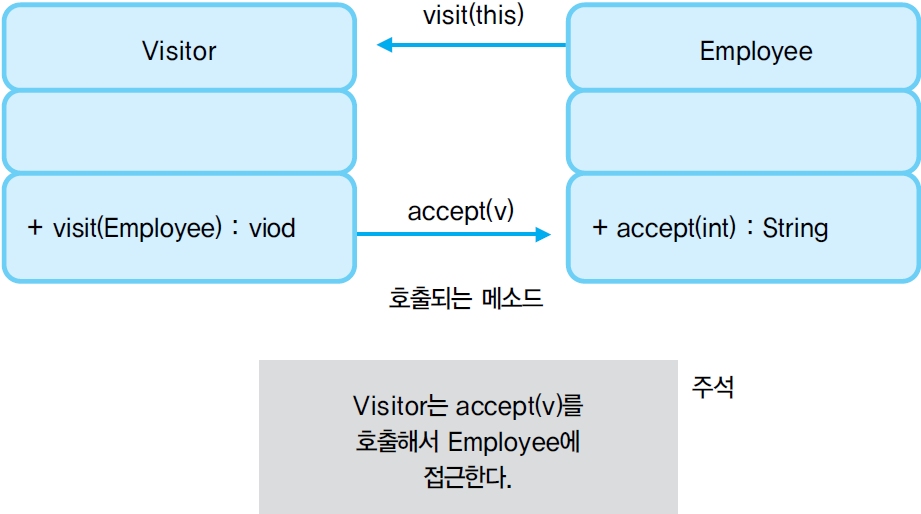 visit(this)
Visitor
Employee
+ visit(Employee) : viod
accept(v)
+ accept(int) : String
호출되는 메소드
주석
Visitor는 accept(v)를
호출해서 Employee에
접근한다.